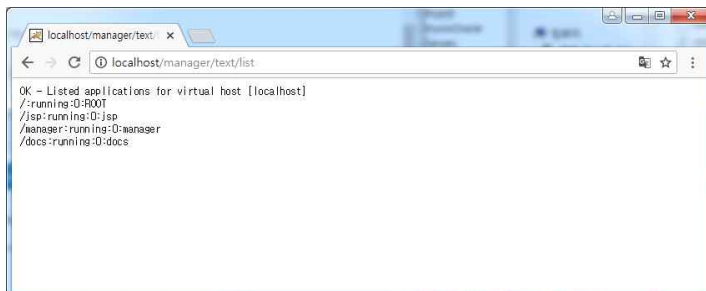 localhost/manager/text/
localhost/manager/text/list
OK - Listed applications for virtual host [localhost]
/:running:0:ROOT
/jsp:running:0:jsp
/manager:running:0:manager
/docs:running:0:docs